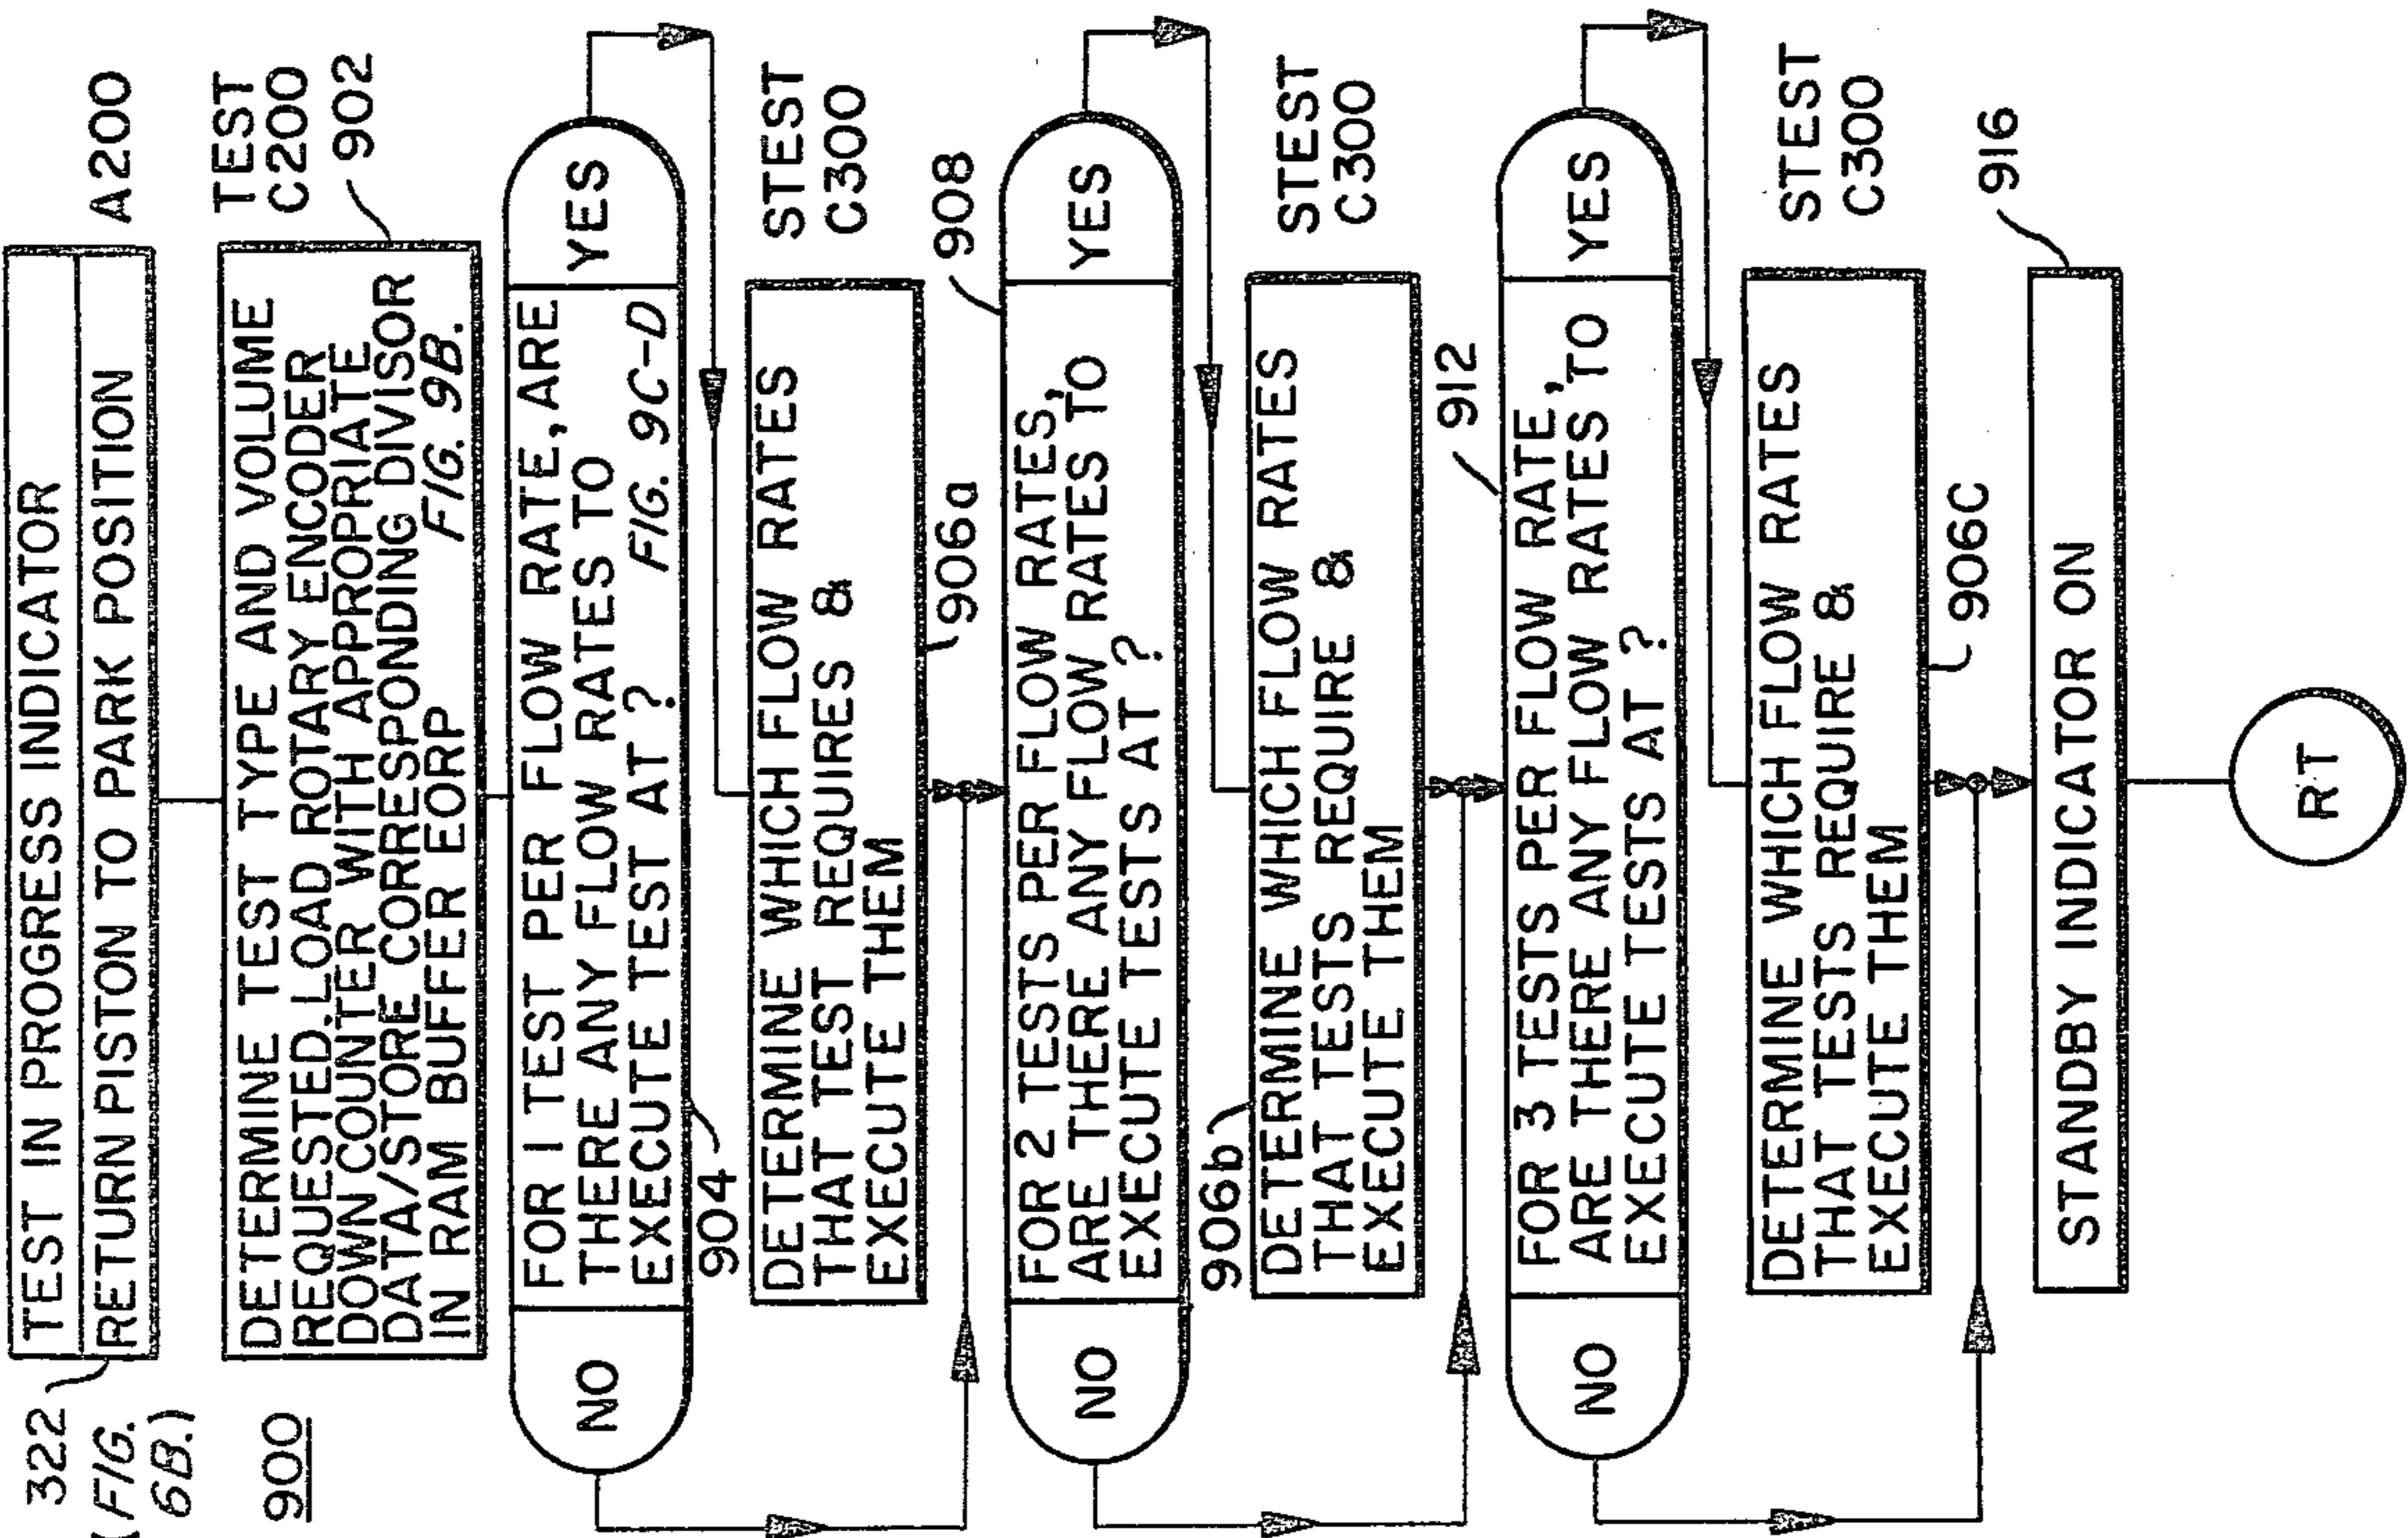 TEST IN PROGRESS INDICATOR
RETURN PISTON TO PARK POSITION
A200
322
(FIG.
6B.)
900
TEST
C200
902
DETERMINE TEST TYPE AND VOLUME
REQUESTED. LOAD ROTARY ENCODER
DOWN COUNTER WITH APPROPRIATE
DATA/STORE CORRESPONDING DIVISOR
IN RAM BUFFER EORP FIG. 9B.
NO
FOR 1 TEST PER FLOW RATE, ARE
THERE ANY FLOW RATES TO
EXECUTE TEST AT ? FIG. 9C-D
YES
904
STEST
C300
DETERMINE WHICH FLOW RATES
THAT TEST REQUIRES &
EXECUTE THEM
906a
908
NO
FOR 2 TESTS PER FLOW RATES,
ARE THERE ANY FLOW RATES TO
EXECUTE TESTS AT ?
YES
906b
STEST
C300
DETERMINE WHICH FLOW RATES
THAT TESTS REQUIRE &
EXECUTE THEM
912
NO
FOR 3 TESTS PER FLOW RATE,
ARE THERE ANY FLOW RATES TO
EXECUTE TESTS AT ?
YES
STEST
C300
DETERMINE WHICH FLOW RATES
THAT TESTS REQUIRE &
EXECUTE THEM
906C
916
STANDBY INDICATOR ON
RT